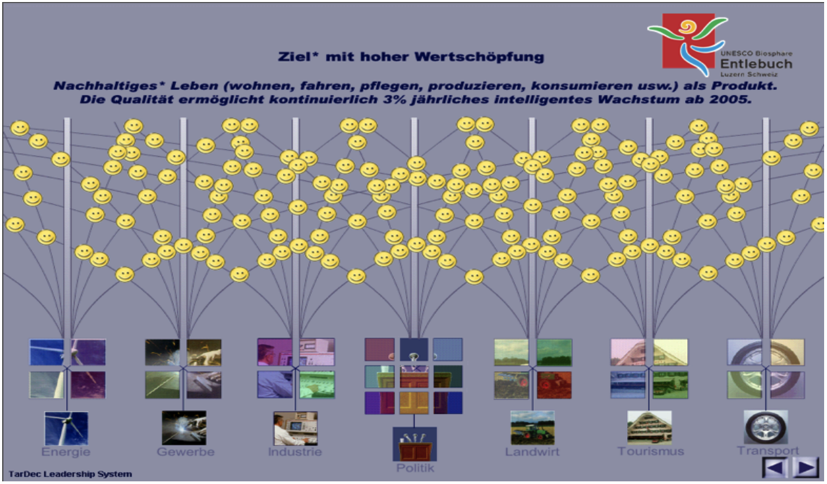 UNESCO Biosphäre
Entlebuch
Luzern Schweiz
Ziel* mit hoher Wertschöpfung
Nachhaltiges* Leben (wohnen, fahren, pflegen, produzieren, konsumieren usw.) als Produkt.
Die Qualität ermöglicht kontinuierlich 3% jährliches intelligentes Wachstum ab 2005.
Energie
Gewerbe
Industrie
Politik
Landwirt
Tourismus
Transport
TarDec Leadership System